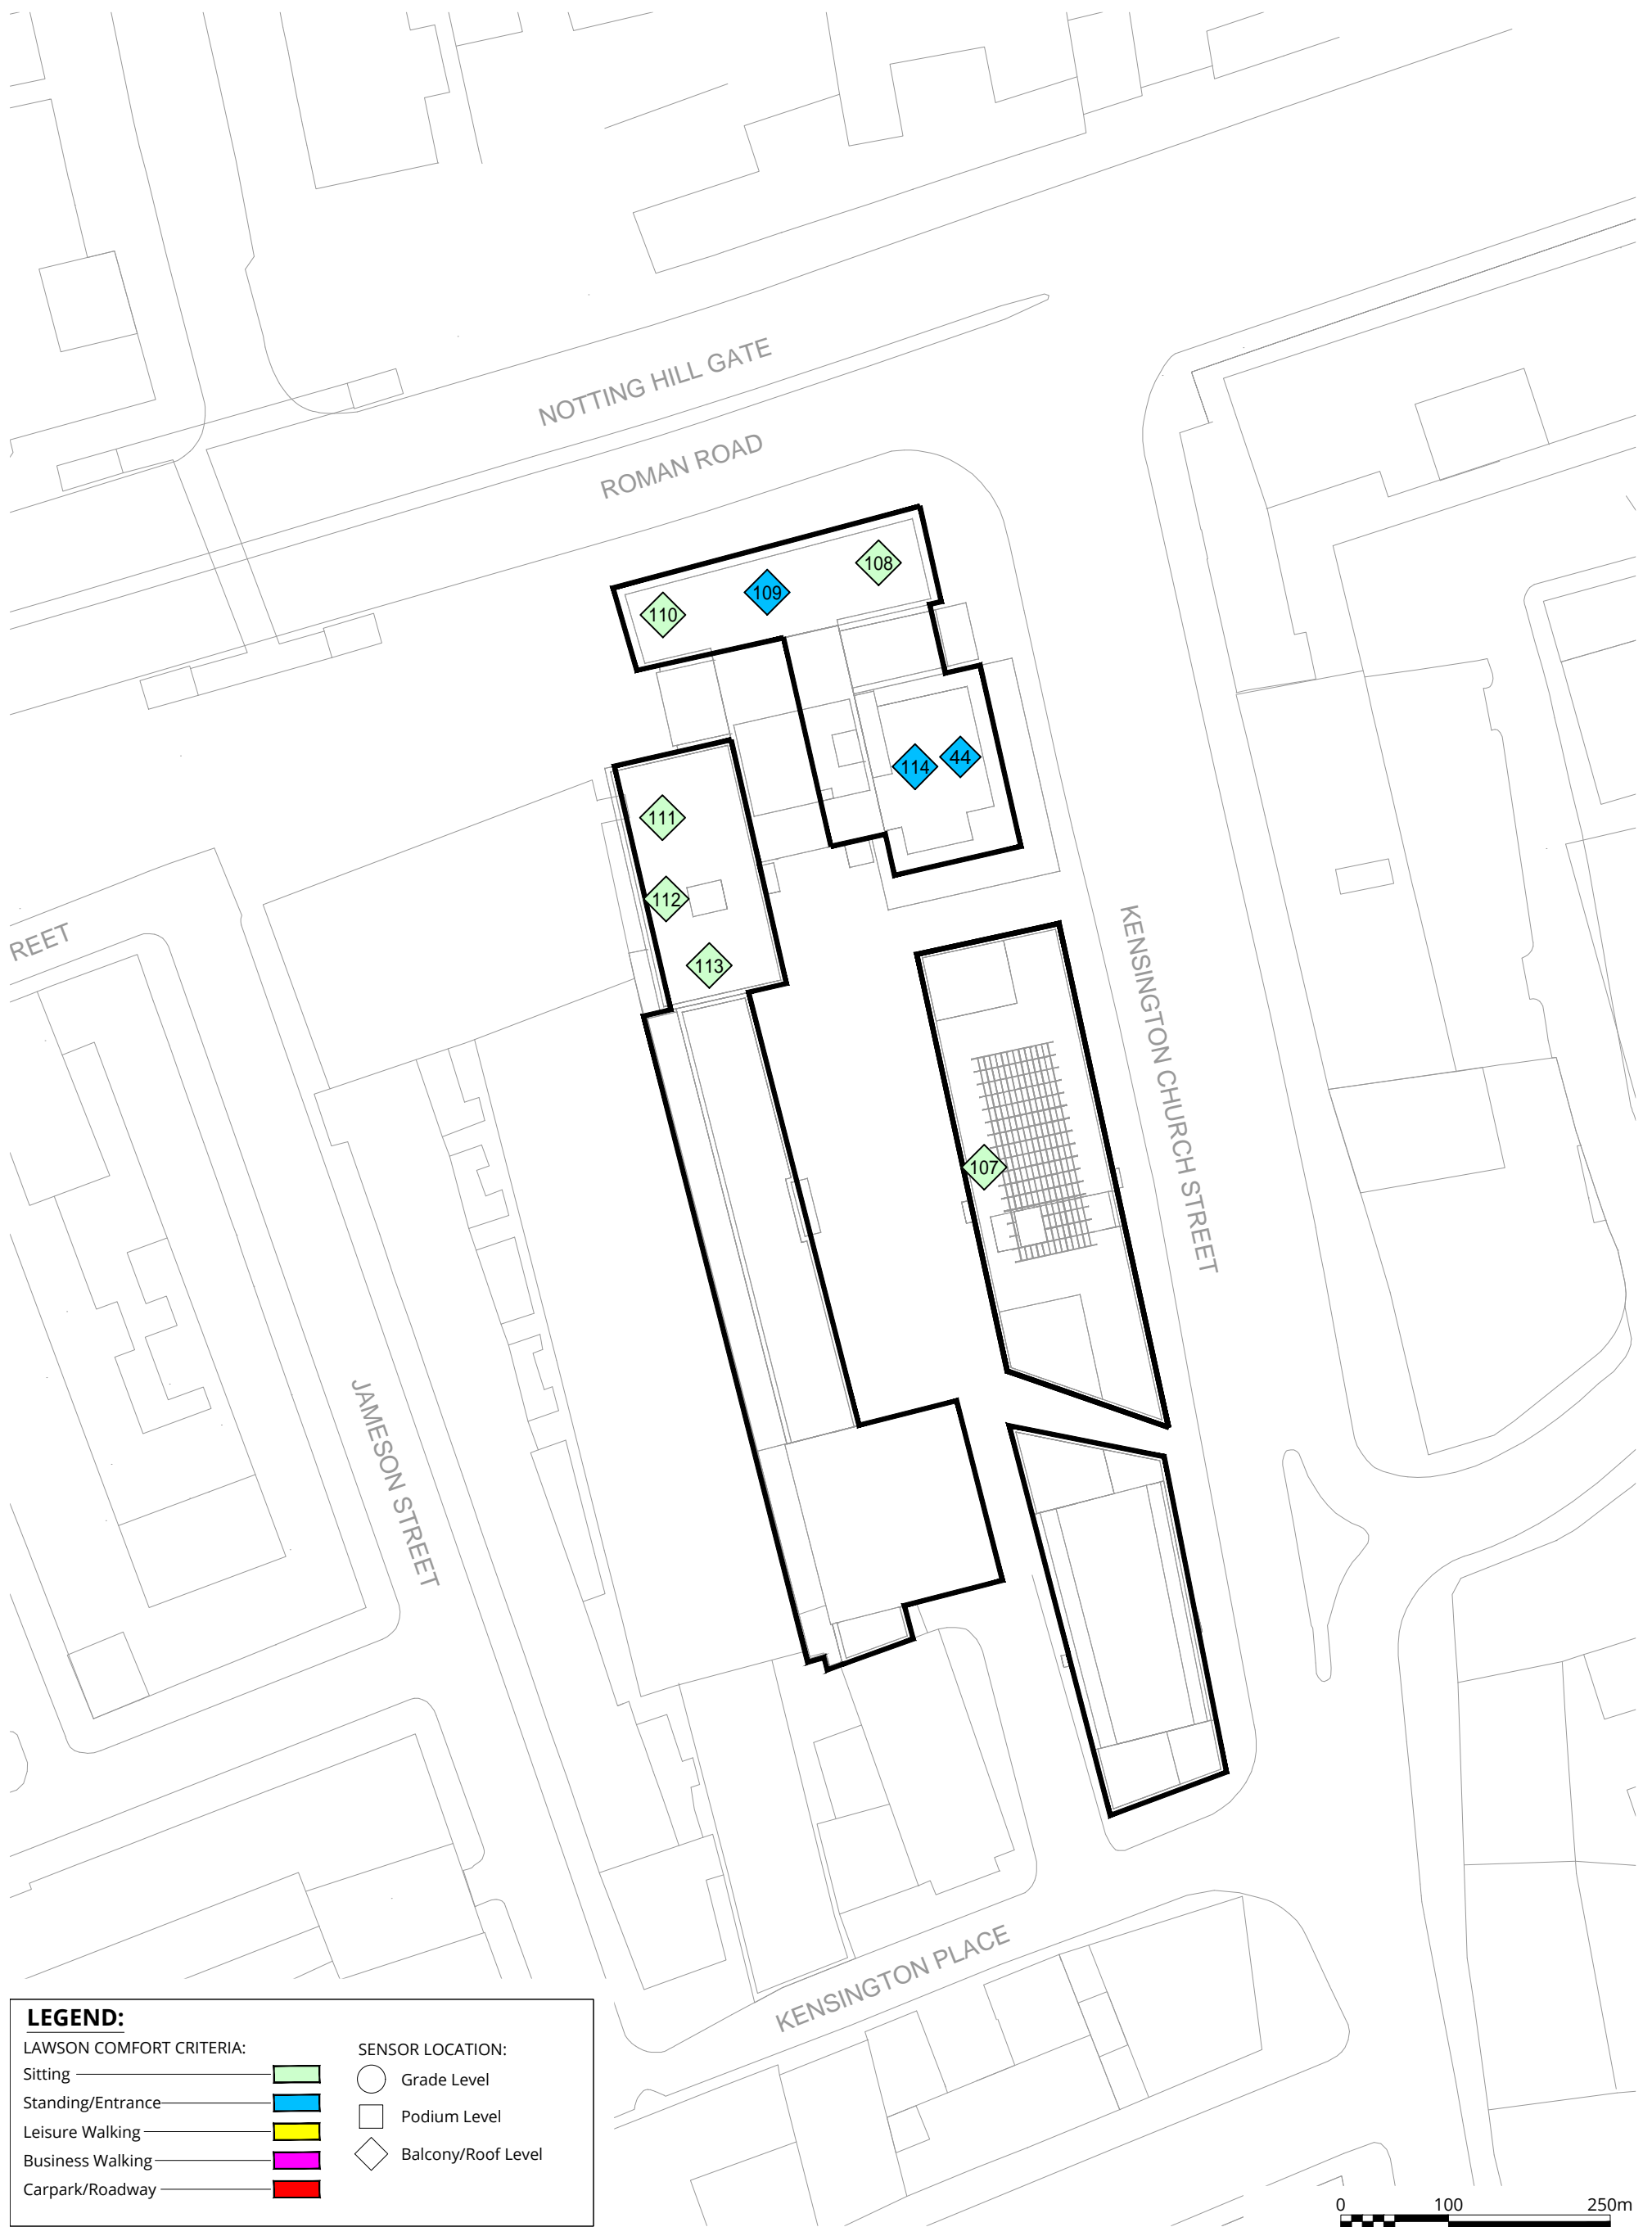 NOTTING HILL GATE
ROMAN ROAD
108
109
110
114
44
111
112
113
REET
KENSINGTON CHURCH STREET
107
JAMESON STREET
KENSINGTON PLACE
LEGEND:
LAWSON COMFORT CRITERIA:
Sitting
Standing/Entrance
Leisure Walking
Business Walking
Carpark/Roadway
SENSOR LOCATION:
Grade Level
Podium Level
Balcony/Roof Level
0 100 250m